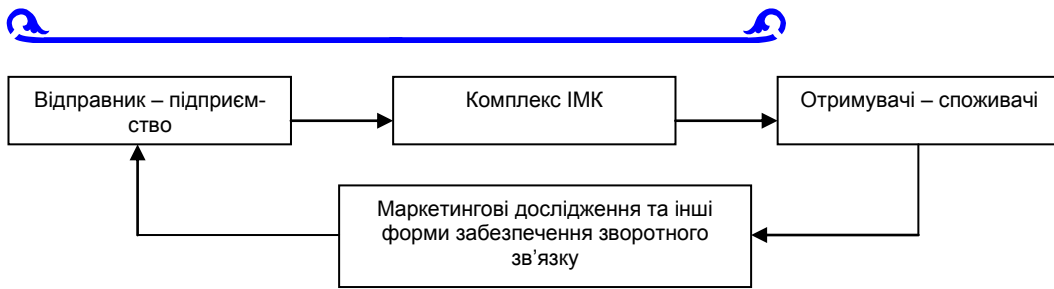 Відправник – підприєм-
ство
Комплекс ІМК
Отримувачі – споживачі
Маркетингові дослідження та інші
форми забезпечення зворотного
зв’язку